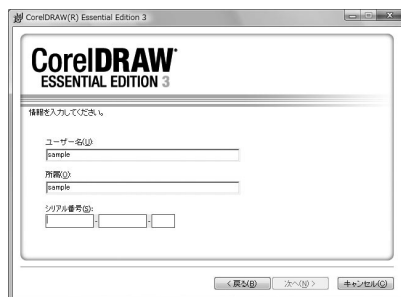 CorelDRAW(R) Essential Edition 3
CorelDRAW
ESSENTIAL EDITION 3
情報を入力してください。
ユーザー名(U):
sample
所属(O):
sample
シリアル番号(S):
- -
< 戻る(B) 次へ(N) > キャンセル(C)